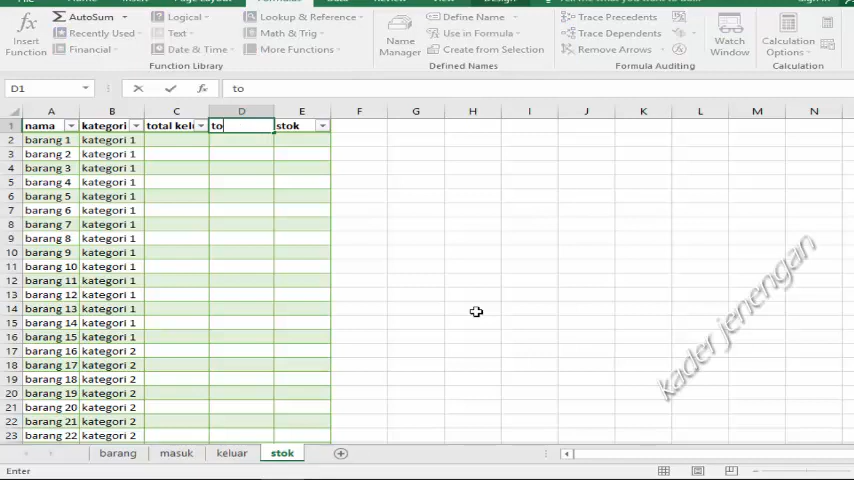 Formulas
AutoSum
Logical
Lookup & Reference
Define Name
Trace Precedents
Insert Function
Recently Used
Text
Math & Trig
Name Manager
Use in Formula
Trace Dependents
Watch Window
Calculation Options
Financial
Date & Time
More Functions
Create from Selection
Remove Arrows
Function Library
Defined Names
Formula Auditing
Calculation
D1
fx
to
A B C D E F G H I J K L M N
1 nama kategori total kelu to stok
2 barang 1 kategori 1
3 barang 2 kategori 1
4 barang 3 kategori 1
5 barang 4 kategori 1
6 barang 5 kategori 1
7 barang 6 kategori 1
8 barang 7 kategori 1
9 barang 8 kategori 1
10 barang 9 kategori 1
11 barang 10 kategori 1
12 barang 11 kategori 1
13 barang 12 kategori 1
14 barang 13 kategori 1
15 barang 14 kategori 1
16 barang 15 kategori 1
17 barang 16 kategori 2
18 barang 17 kategori 2
19 barang 18 kategori 2
20 barang 19 kategori 2
21 barang 20 kategori 2
22 barang 21 kategori 2
23 barang 22 kategori 2
kader jenengan
barang masuk keluar stok
Enter